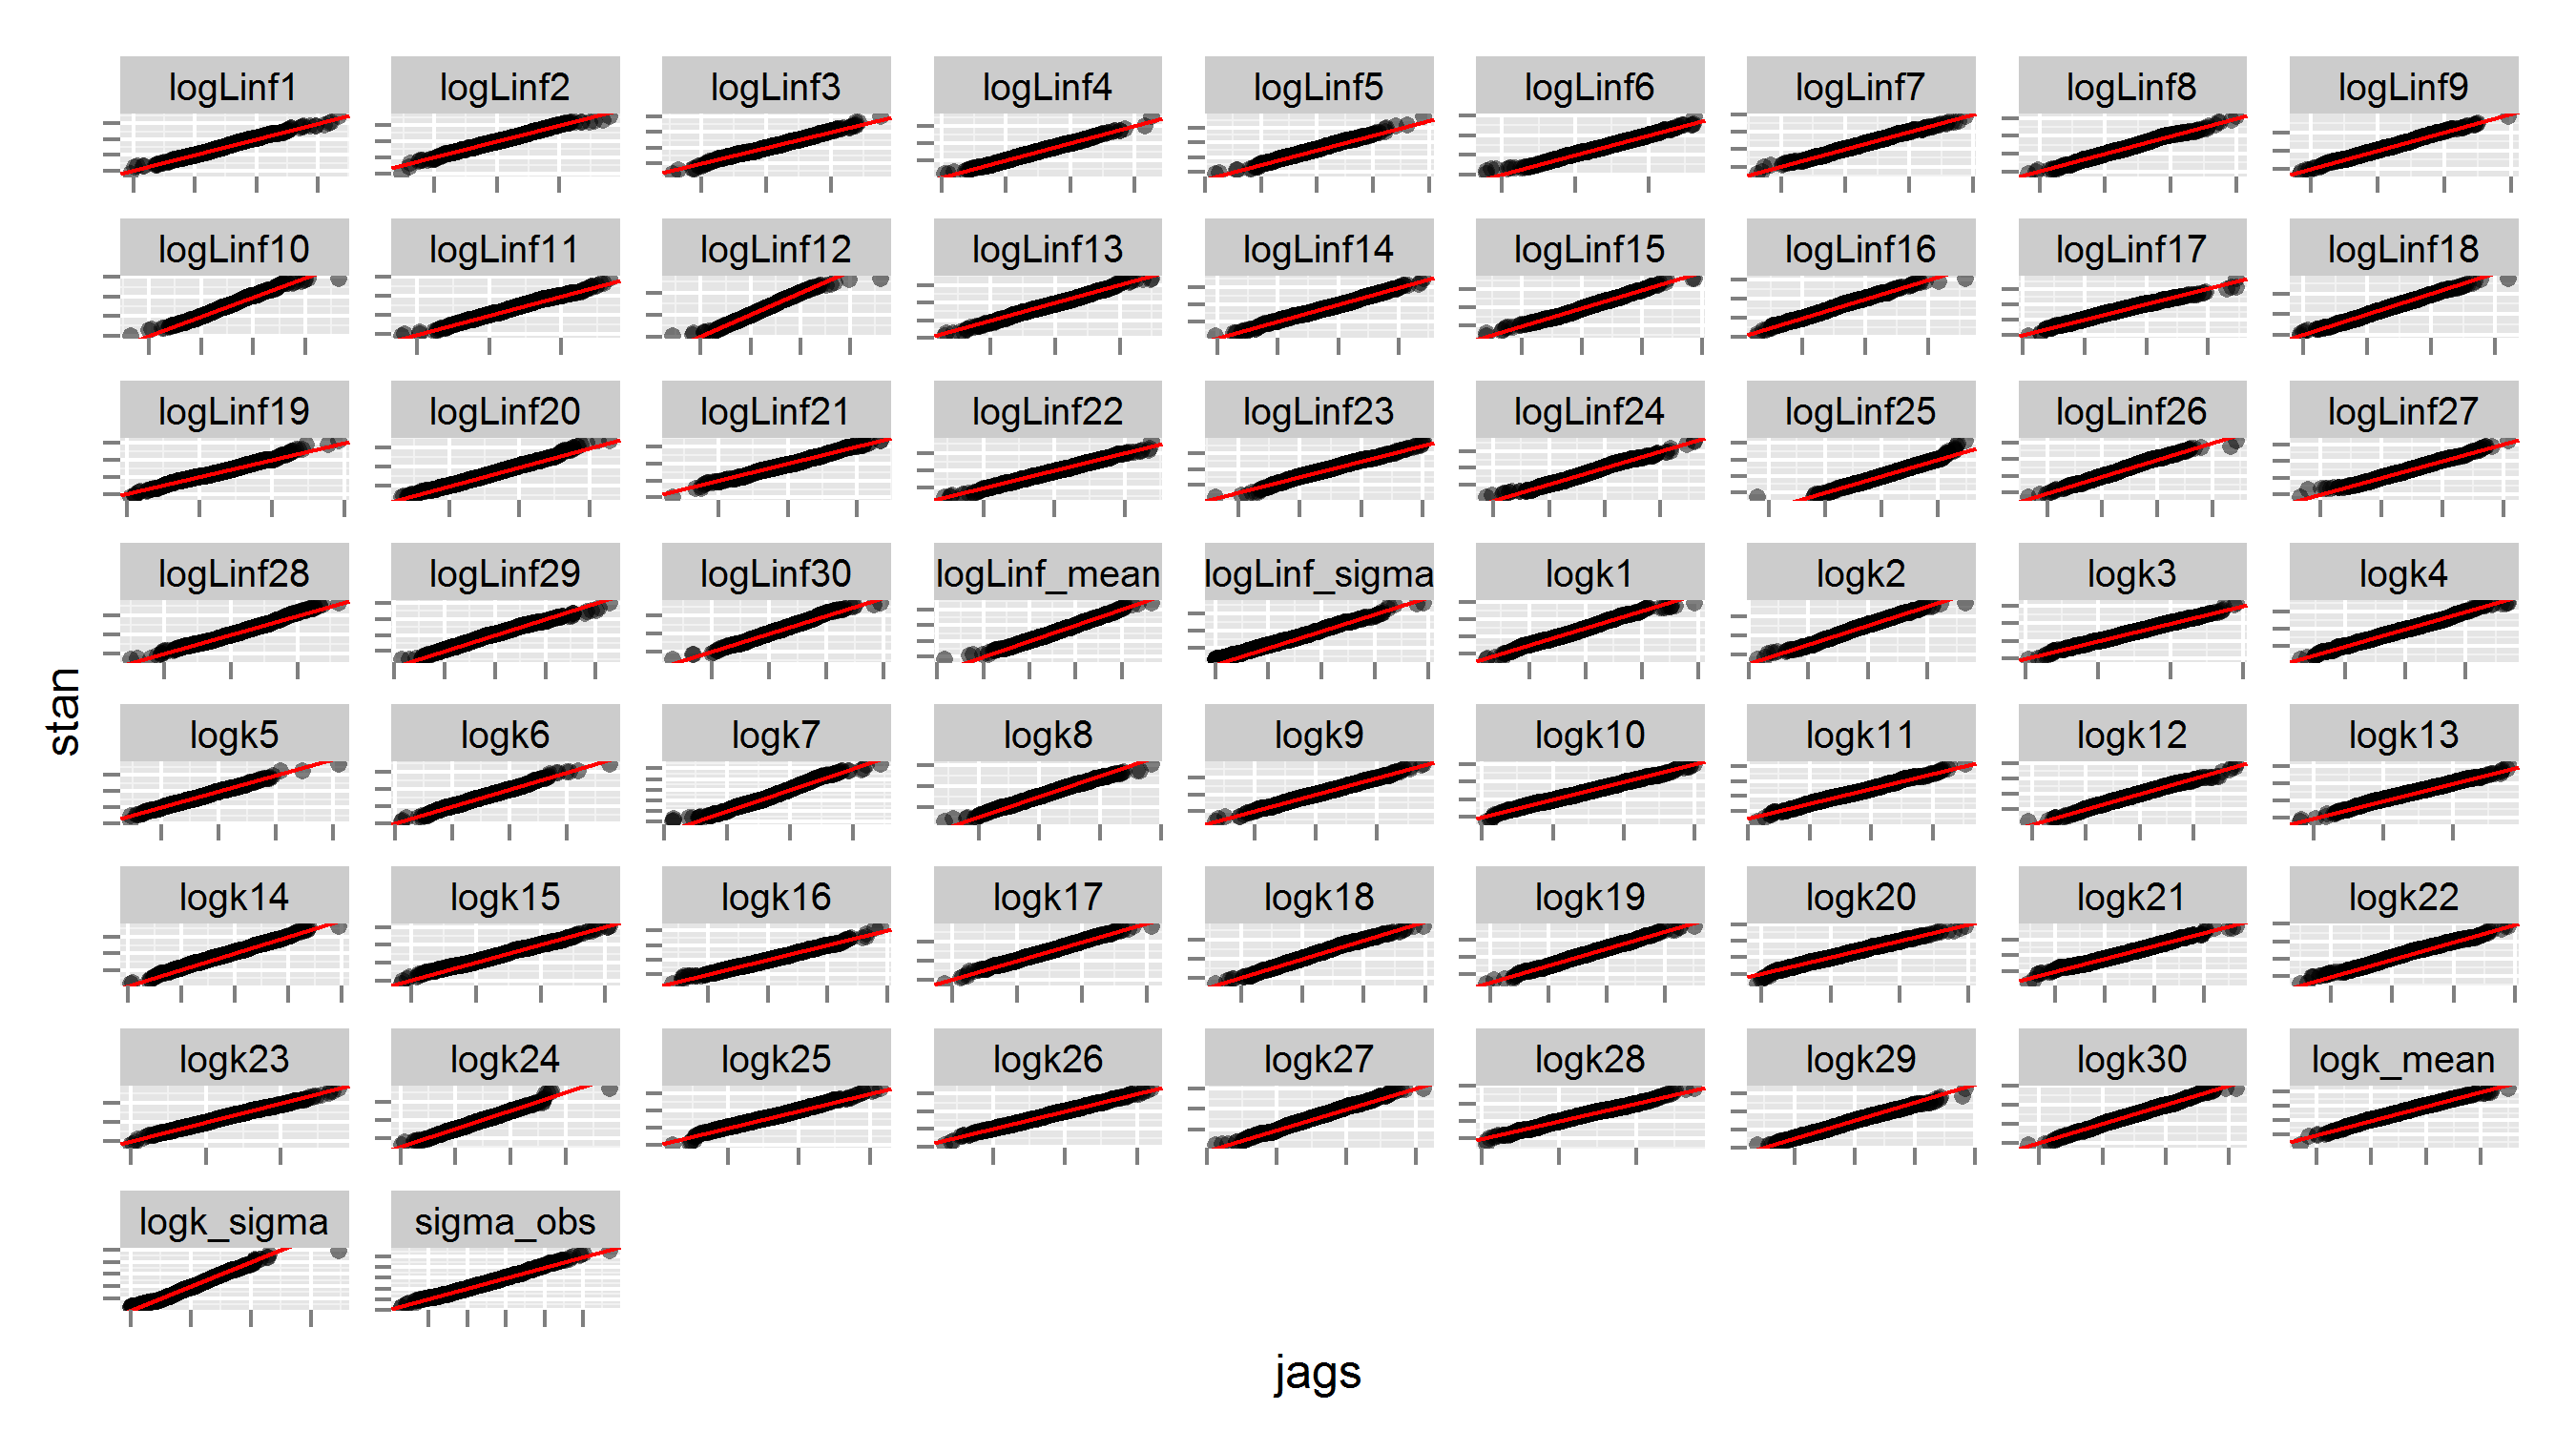 logLinf1 logLinf2 logLinf3 logLinf4 logLinf5 logLinf6 logLinf7 logLinf8 logLinf9
logLinf10 logLinf11 logLinf12 logLinf13 logLinf14 logLinf15 logLinf16 logLinf17 logLinf18
logLinf19 logLinf20 logLinf21 logLinf22 logLinf23 logLinf24 logLinf25 logLinf26 logLinf27
logLinf28 logLinf29 logLinf30 logLinf_mean logLinf_sigma logk1 logk2 logk3 logk4
stan
logk5 logk6 logk7 logk8 logk9 logk10 logk11 logk12 logk13
logk14 logk15 logk16 logk17 logk18 logk19 logk20 logk21 logk22
logk23 logk24 logk25 logk26 logk27 logk28 logk29 logk30 logk_mean
logk_sigma sigma_obs
jags